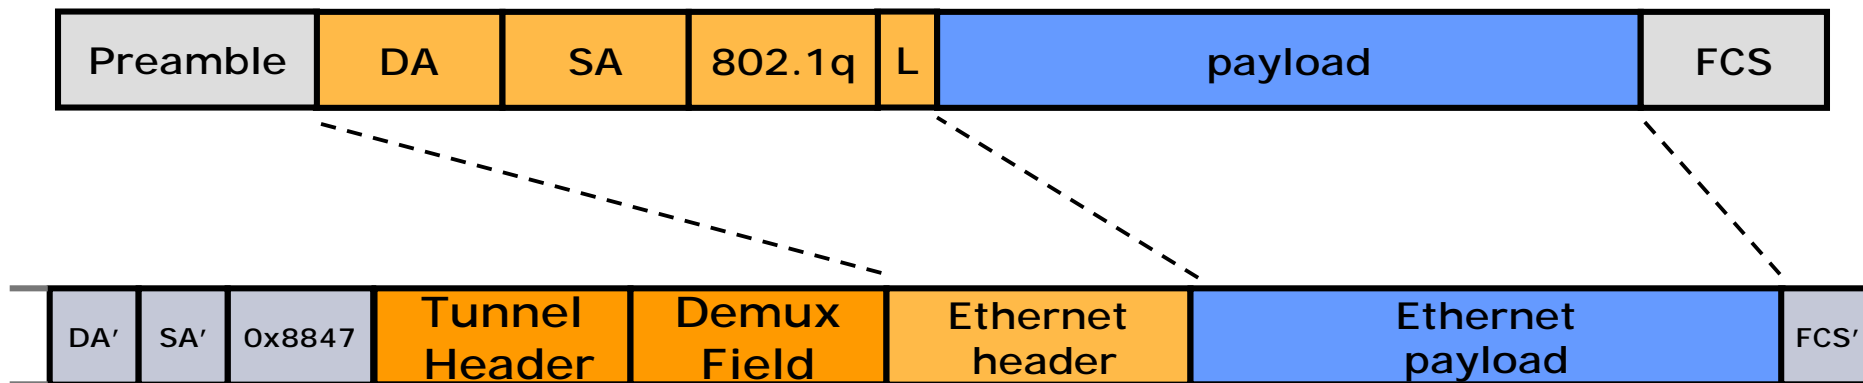 Preamble DA SA 802.1q L payload FCS
DA' SA' 0x8847 Tunnel Header Demux Field Ethernet header Ethernet payload FCS'